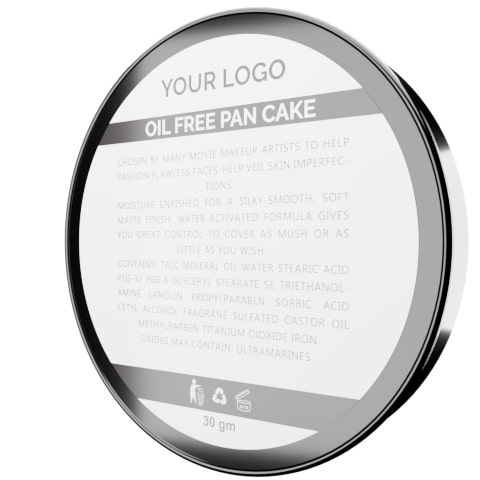 YOUR LOGO
OIL FREE PAN CAKE
CHOSEN BY MANY MOVIE MAKEUP ARTISTS TO HELP
FASHION FLAWLESS FACES-HELP VEIL SKIN IMPERFEC-
TIONS.
MOISTURE ENRISHED FOR A SILKY-SMOOTH, SOFT
MATTE-FINISH. WATER-ACTIVATED FORMULA GIVES
YOU GREAT CONTROL TO COVER AS MUSH OR AS
LITTLE AS YOU WISH.
CONTAINS: TALC MINERAL OIL WATER STEARIC ACID
PEG-32 PEG-6 GLYCERYL STEARATE SE TRIETHANOL-
AMINE LANOLIN PROPYLPARABEN SORBIC ACID
CETYL ALCOHOL FRAGRANE SULFATED CASTOR OIL
METHYLPARBEN TITANIUM DIOXIDE IRON
OXIDES MAY CONTAIN: ULTRAMARINES.
30 gm